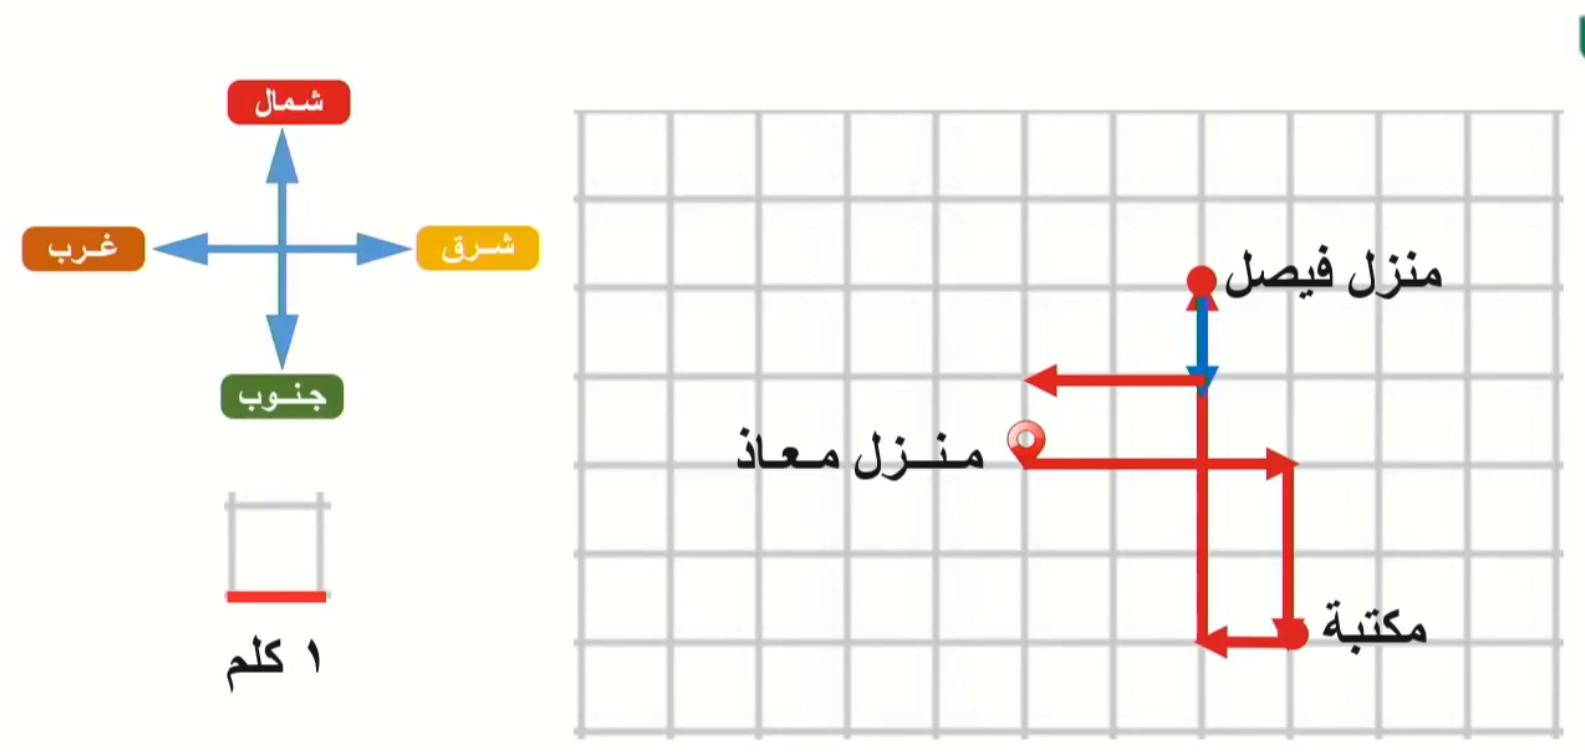 شمال
غرب
شرق
جنوب
١ كلم
منزل فيصل
منزل معاذ
مكتبة